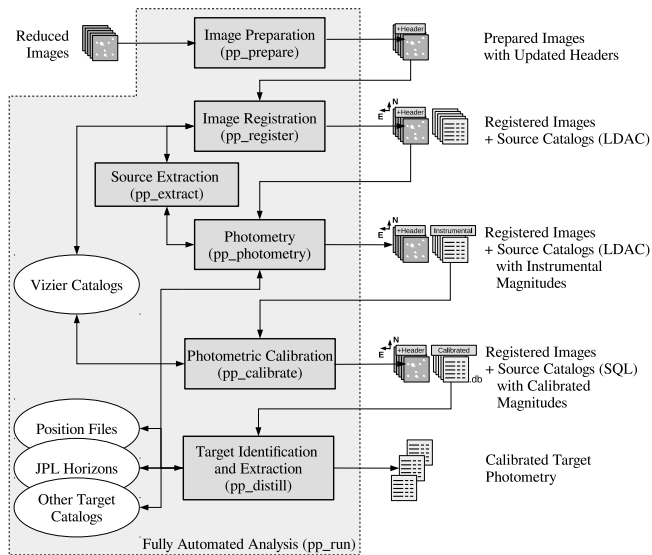 Reduced
Images
Image Preparation
(pp_prepare)
+Header
Prepared Images
with Updated Headers
Image Registration
(pp_register)
N
E
+Header
Registered Images
+ Source Catalogs (LDAC)
Source Extraction
(pp_extract)
Photometry
(pp_photometry)
N
E
+Header
Instrumental
Registered Images
+ Source Catalogs (LDAC)
with Instrumental
Magnitudes
Vizier Catalogs
Photometric Calibration
(pp_calibrate)
N
E
+Header
Calibrated
.db
Registered Images
+ Source Catalogs (SQL)
with Calibrated
Magnitudes
Position Files
JPL Horizons
Other Target
Catalogs
Target Identification
and Extraction
(pp_distill)
Calibrated Target
Photometry
Fully Automated Analysis (pp_run)